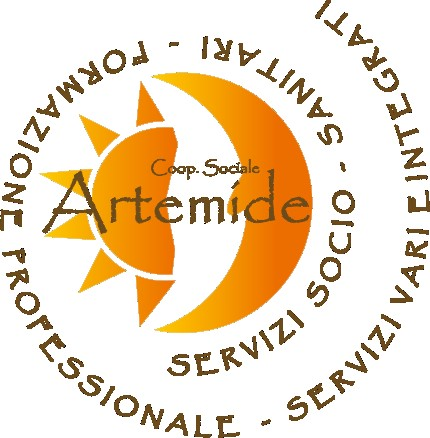 Coop. Sociale
Artemide
SERVIZI SOCIO - SANITARI - FORMAZIONE PROFESSIONALE - SERVIZI VARI E INTEGRATI